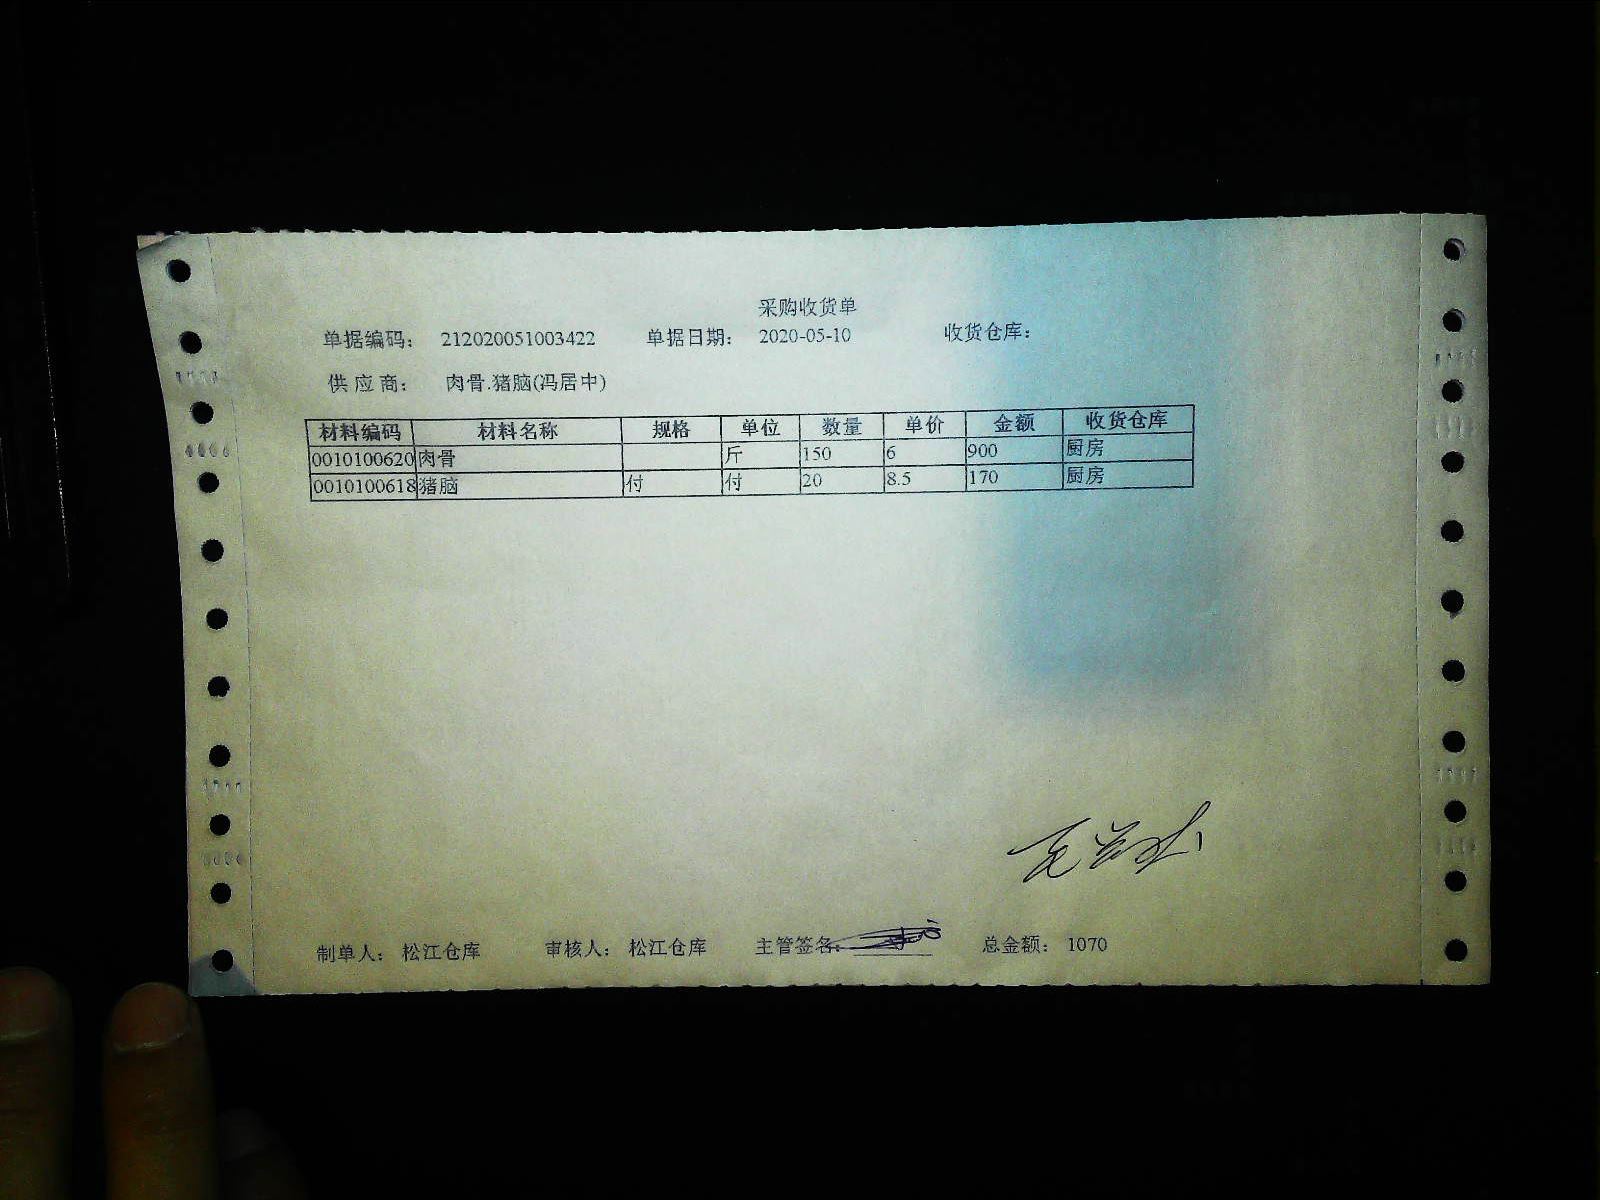 采购收货单
单据编码: 212020051003422 单据日期: 2020-05-10 收货仓库:
供 应 商: 肉骨.猪脑(冯居中)
材料编码 材料名称 规格 单位 数量 单价 金额 收货仓库
0010100620 肉骨 斤 150 6 900 厨房
0010100618 猪脑 付 付 20 8.5 170 厨房
制单人: 松江仓库 审核人: 松江仓库 主管签名: 总金额: 1070